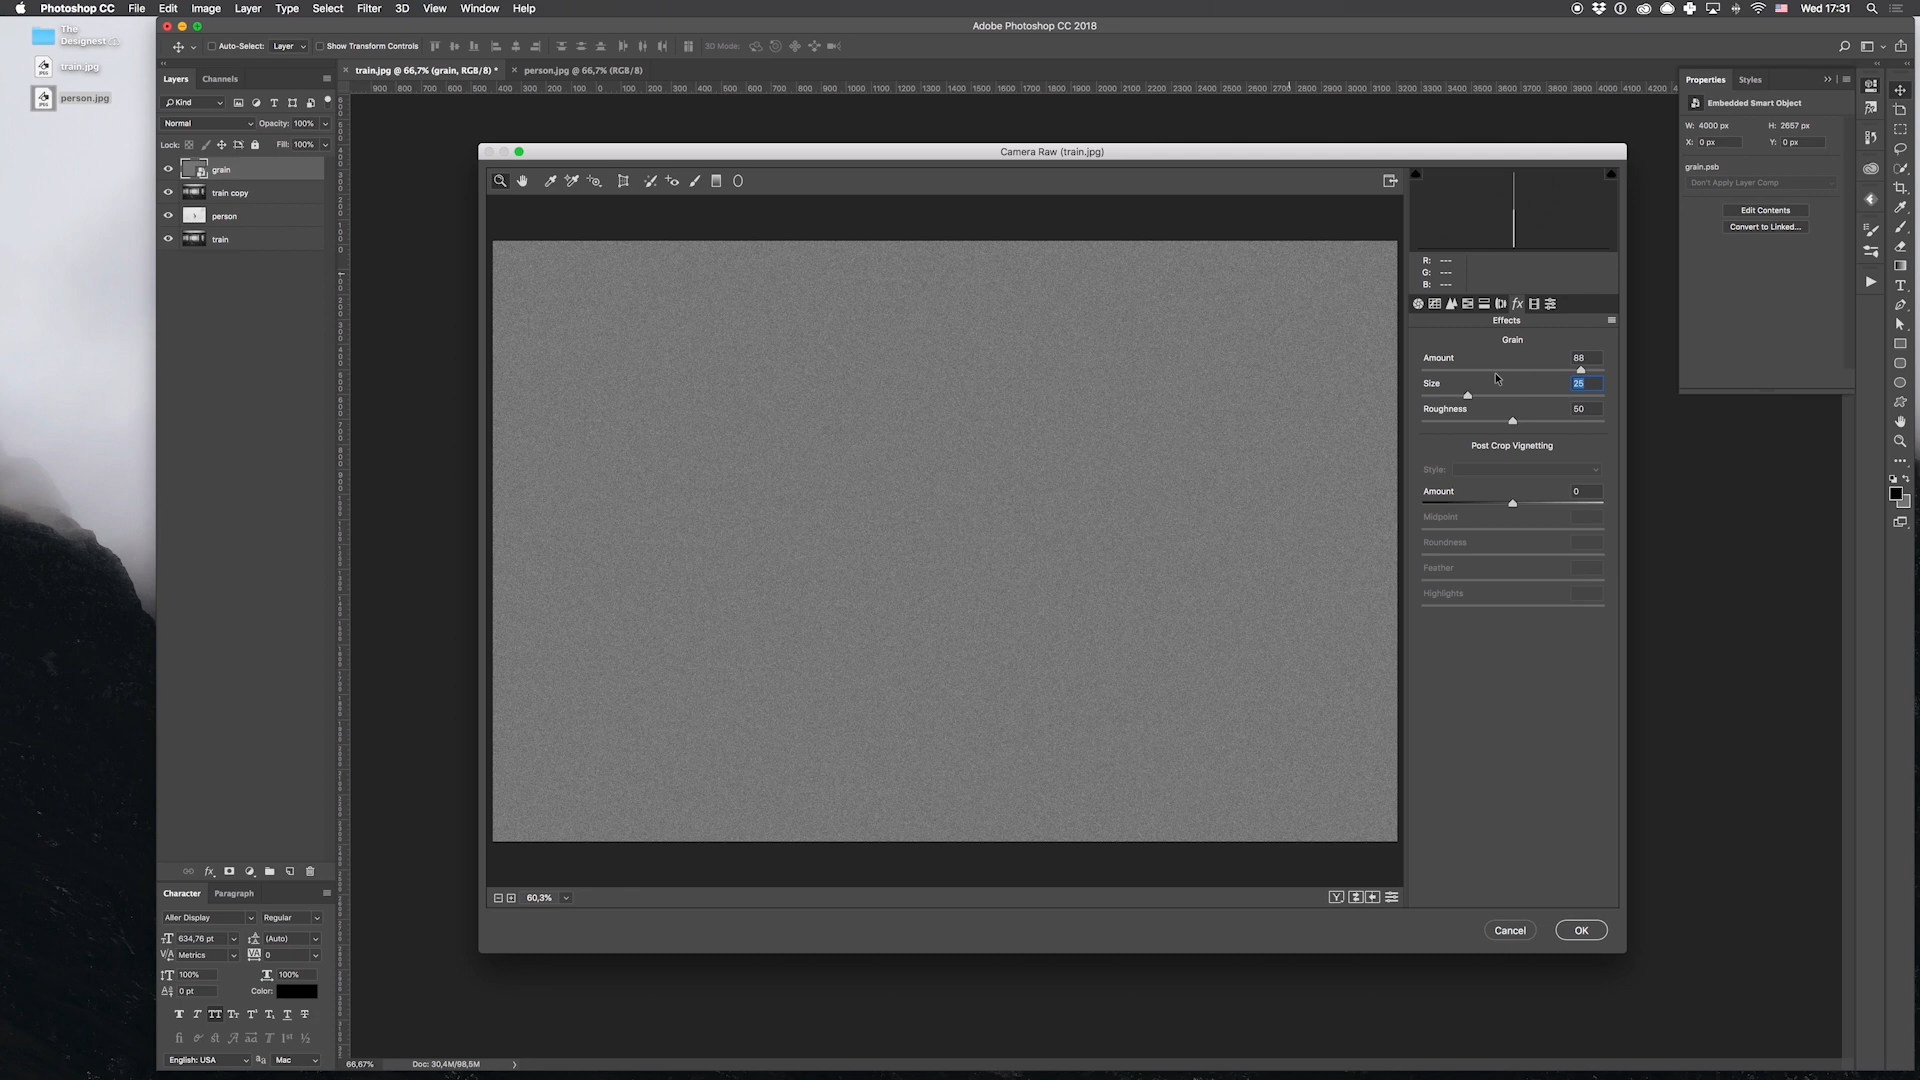 Photoshop CC File Edit Image Layer Type Select Filter 3D View Window Help
Wed 17:31
Adobe Photoshop CC 2018
The Designest
train.jpg
person.jpg
Auto-Select: Layer
Show Transform Controls
3D Mode:
Layers Channels
train.jpg @ 66,7% (grain, RGB/8) *
person.jpg @ 66,7% (RGB/8)
Kind
Normal Opacity: 100%
Lock: Fill: 100%
grain
train copy
person
train
Camera Raw (train.jpg)
R: ---
G: ---
B: ---
Effects
Grain
Amount 88
Size 25
Roughness 50
Post Crop Vignetting
Style:
Amount 0
Midpoint
Roundness
Feather
Highlights
60,3%
Cancel OK
Properties Styles
Embedded Smart Object
W: 4000 px H: 2657 px
X: 0 px Y: 0 px
grain.psb
Don't Apply Layer Comp
Edit Contents
Convert to Linked...
Character Paragraph
Aller Display Regular
634,76 pt (Auto)
Metrics 0
100% 100%
0 pt Color:
English: USA aa Mac
66,67% Doc: 30,4M/98,5M